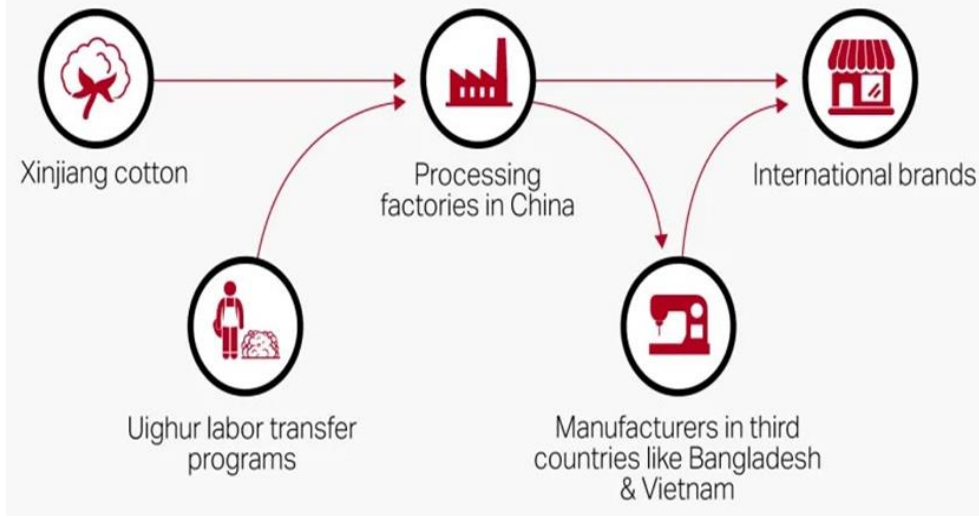 Xinjiang cotton
Processing
factories in China
International brands
Uighur labor transfer
programs
Manufacturers in third
countries like Bangladesh
& Vietnam